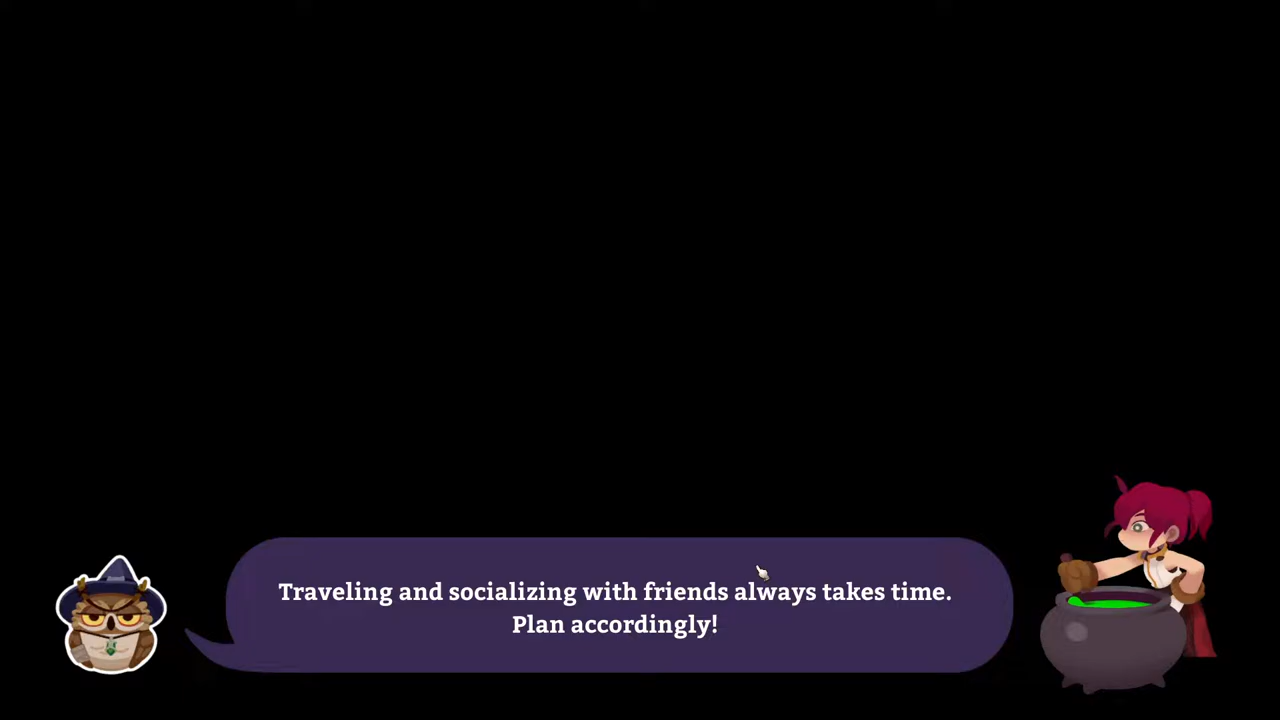 Traveling and socializing with friends always takes time.
Plan accordingly!